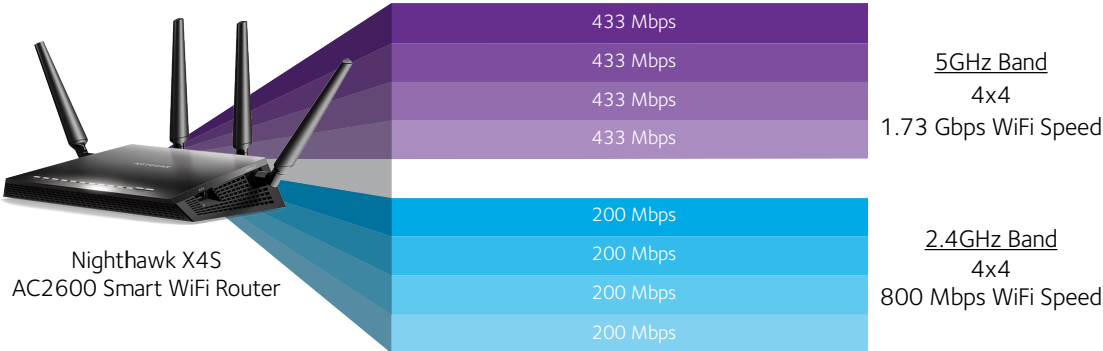 NETGEAR
433 Mbps
433 Mbps
433 Mbps
433 Mbps
5GHz Band
4x4
1.73 Gbps WiFi Speed
200 Mbps
200 Mbps
200 Mbps
200 Mbps
2.4GHz Band
4x4
800 Mbps WiFi Speed
Nighthawk X4S
AC2600 Smart WiFi Router